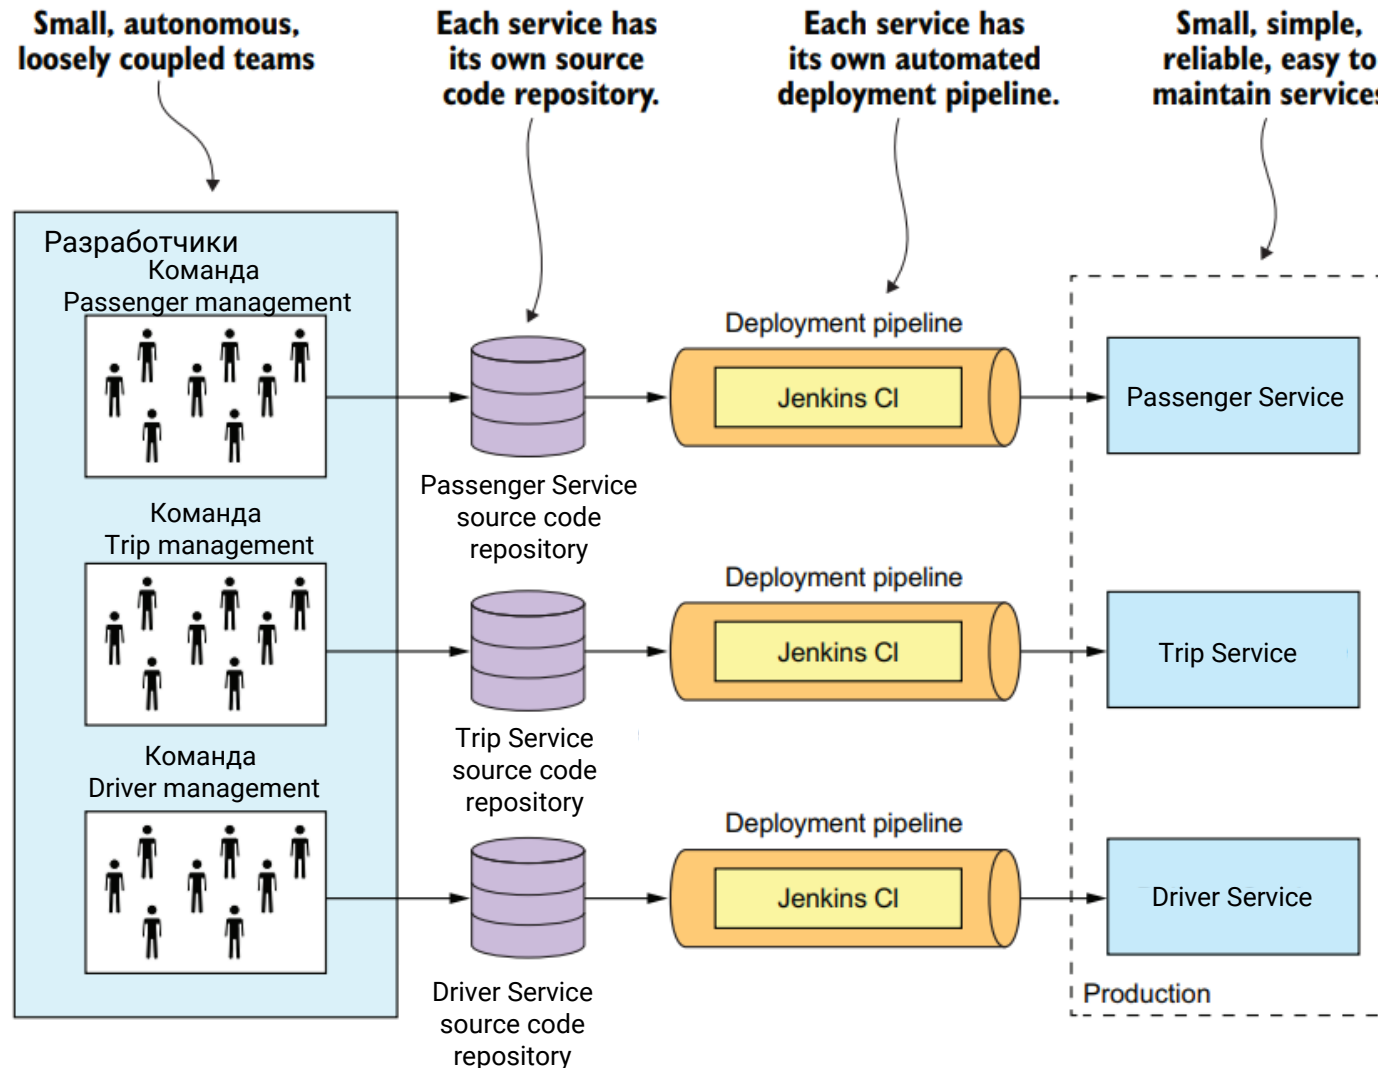 Small, autonomous,
loosely coupled teams
Each service has
its own source
code repository.
Each service has
its own automated
deployment pipeline.
Small, simple,
reliable, easy to
maintain services
Разработчики
Команда
Passenger management
Deployment pipeline
Jenkins CI
Passenger Service
Passenger Service
source code
repository
Команда
Trip management
Deployment pipeline
Jenkins CI
Trip Service
Trip Service
source code
repository
Команда
Driver management
Deployment pipeline
Jenkins CI
Driver Service
Driver Service
source code
repository
Production